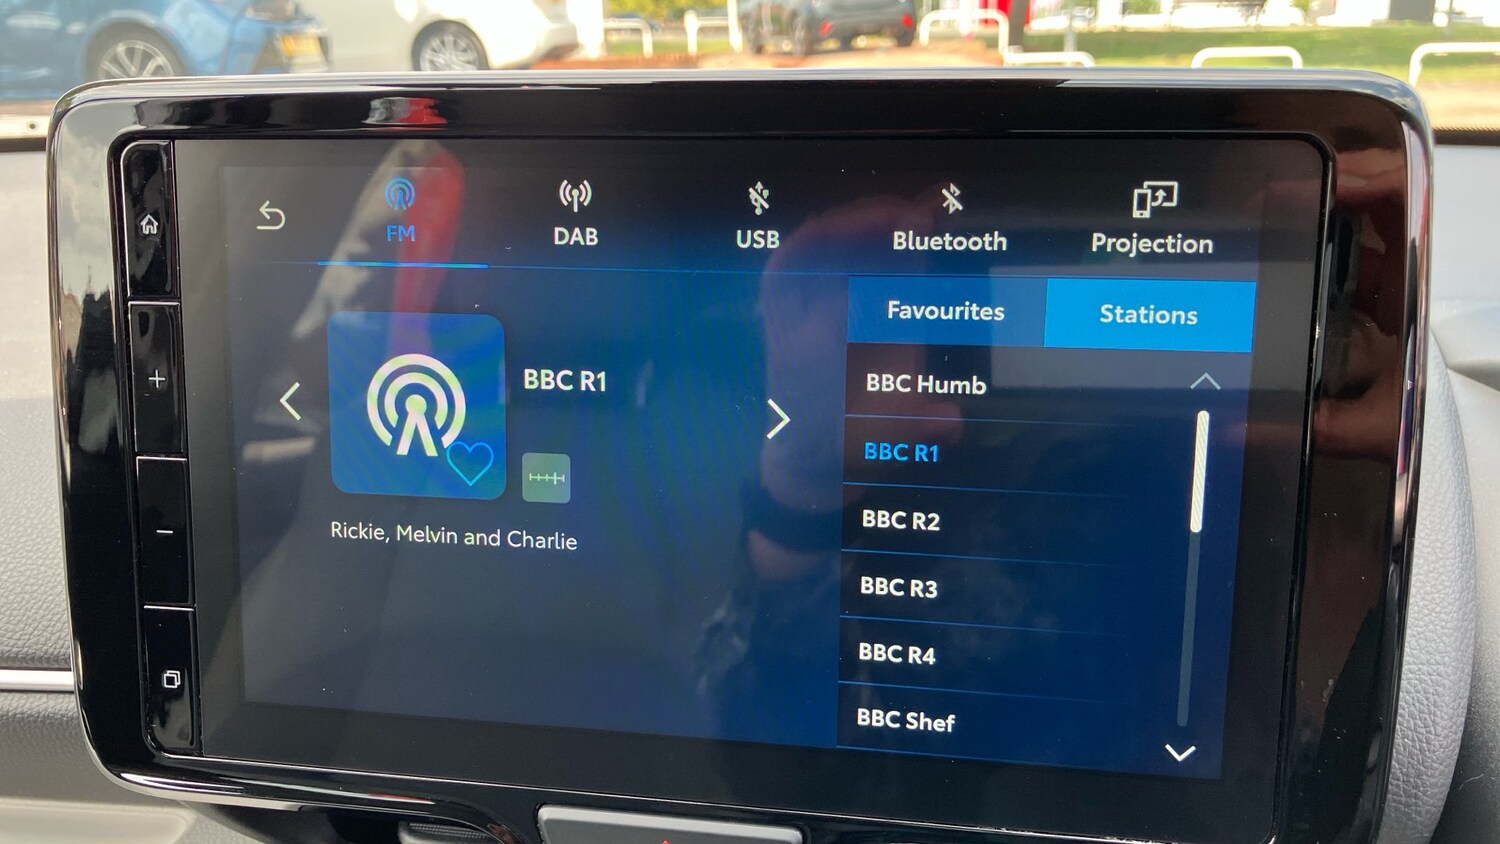 FM
DAB
USB
Bluetooth
Projection
Favourites
Stations
BBC R1
Rickie, Melvin and Charlie
BBC Humb
BBC R1
BBC R2
BBC R3
BBC R4
BBC Shef